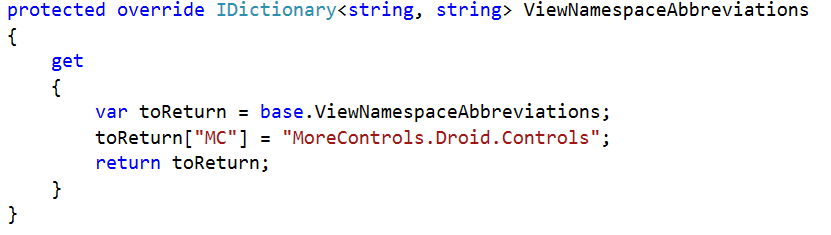 protected override IDictionary<string, string> ViewNamespaceAbbreviations
{
    get
    {
        var toReturn = base.ViewNamespaceAbbreviations;
        toReturn["MC"] = "MoreControls.Droid.Controls";
        return toReturn;
    }
}